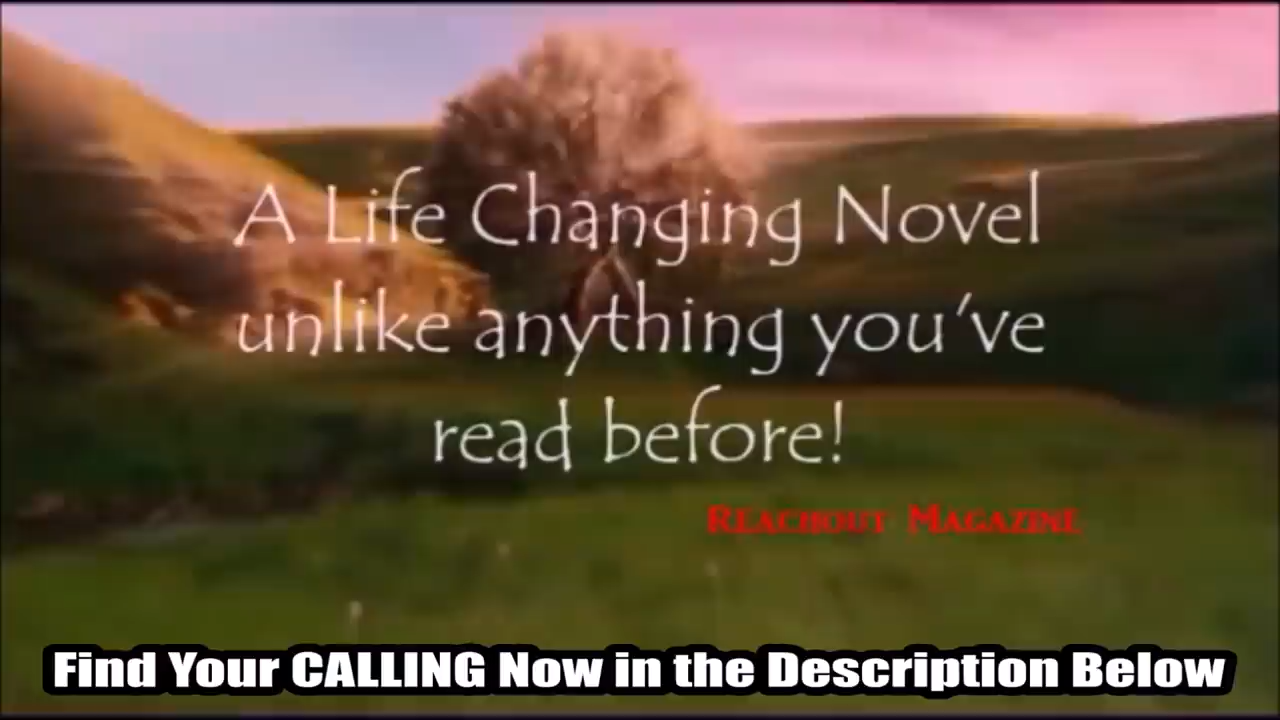 A Life Changing Novel
unlike anything you've
read before!
Reachout Magazine
Find Your CALLING Now in the Description Below